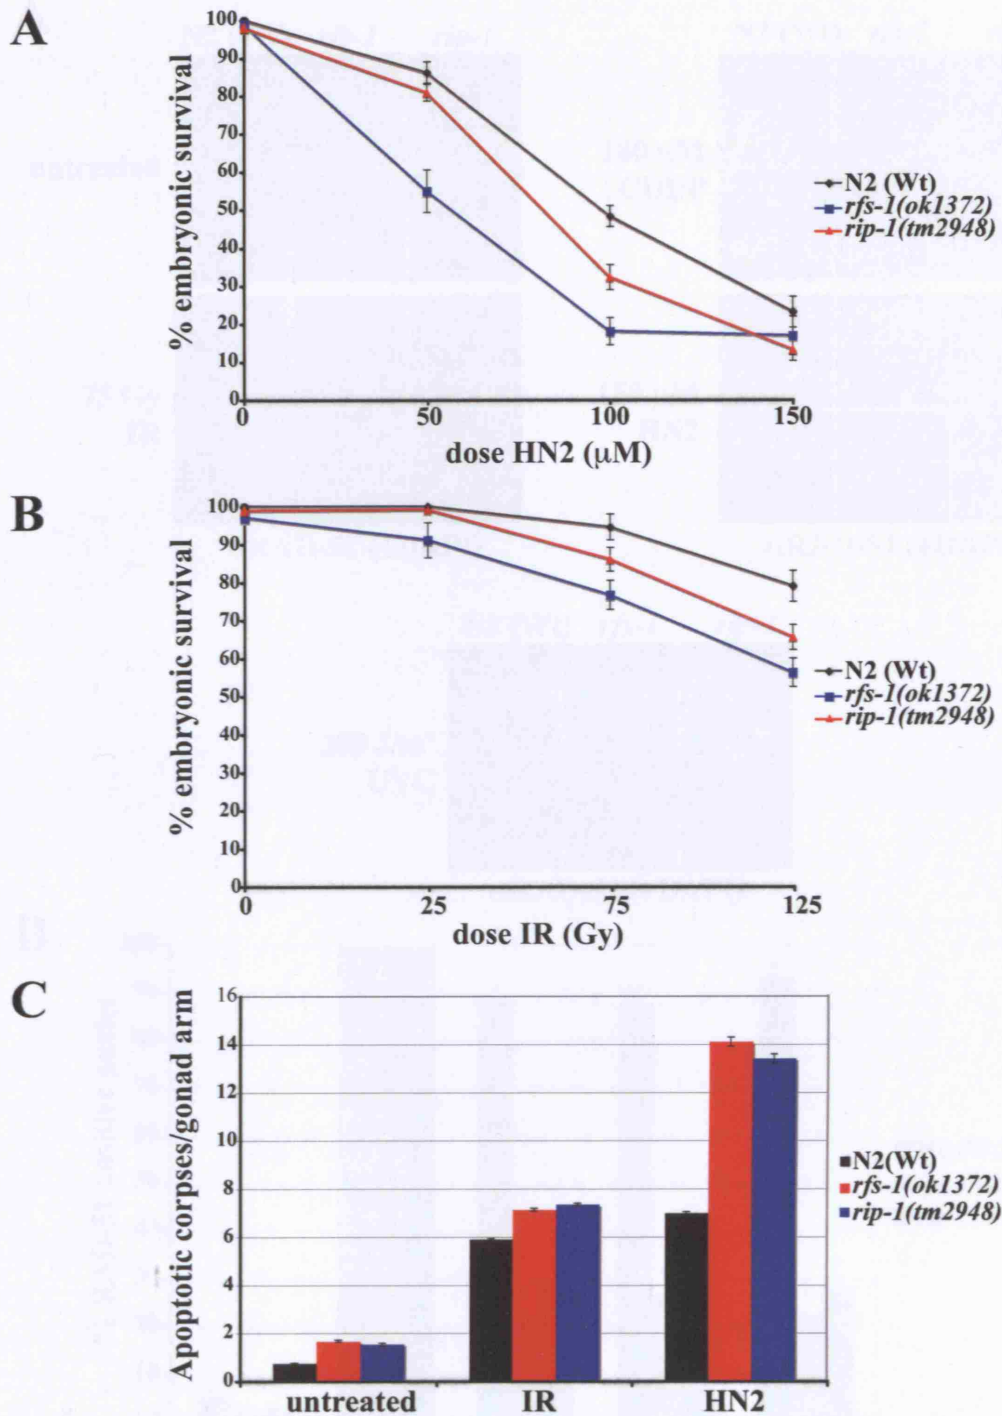 A
% embryonic survival
100
90
80
70
60
50
40
30
20
10
0
0 50 100 150
dose HN2 (µM)
N2 (Wt)
rfs-1(ok1372)
rip-1(tm2948)
B
% embryonic survival
100
90
80
70
60
50
40
30
20
10
0
0 25 75 125
dose IR (Gy)
N2 (Wt)
rfs-1(ok1372)
rip-1(tm2948)
C
Apoptotic corpses/gonad arm
16
14
12
10
8
6
4
2
0
untreated IR HN2
N2(Wt)
rfs-1(ok1372)
rip-1(tm2948)